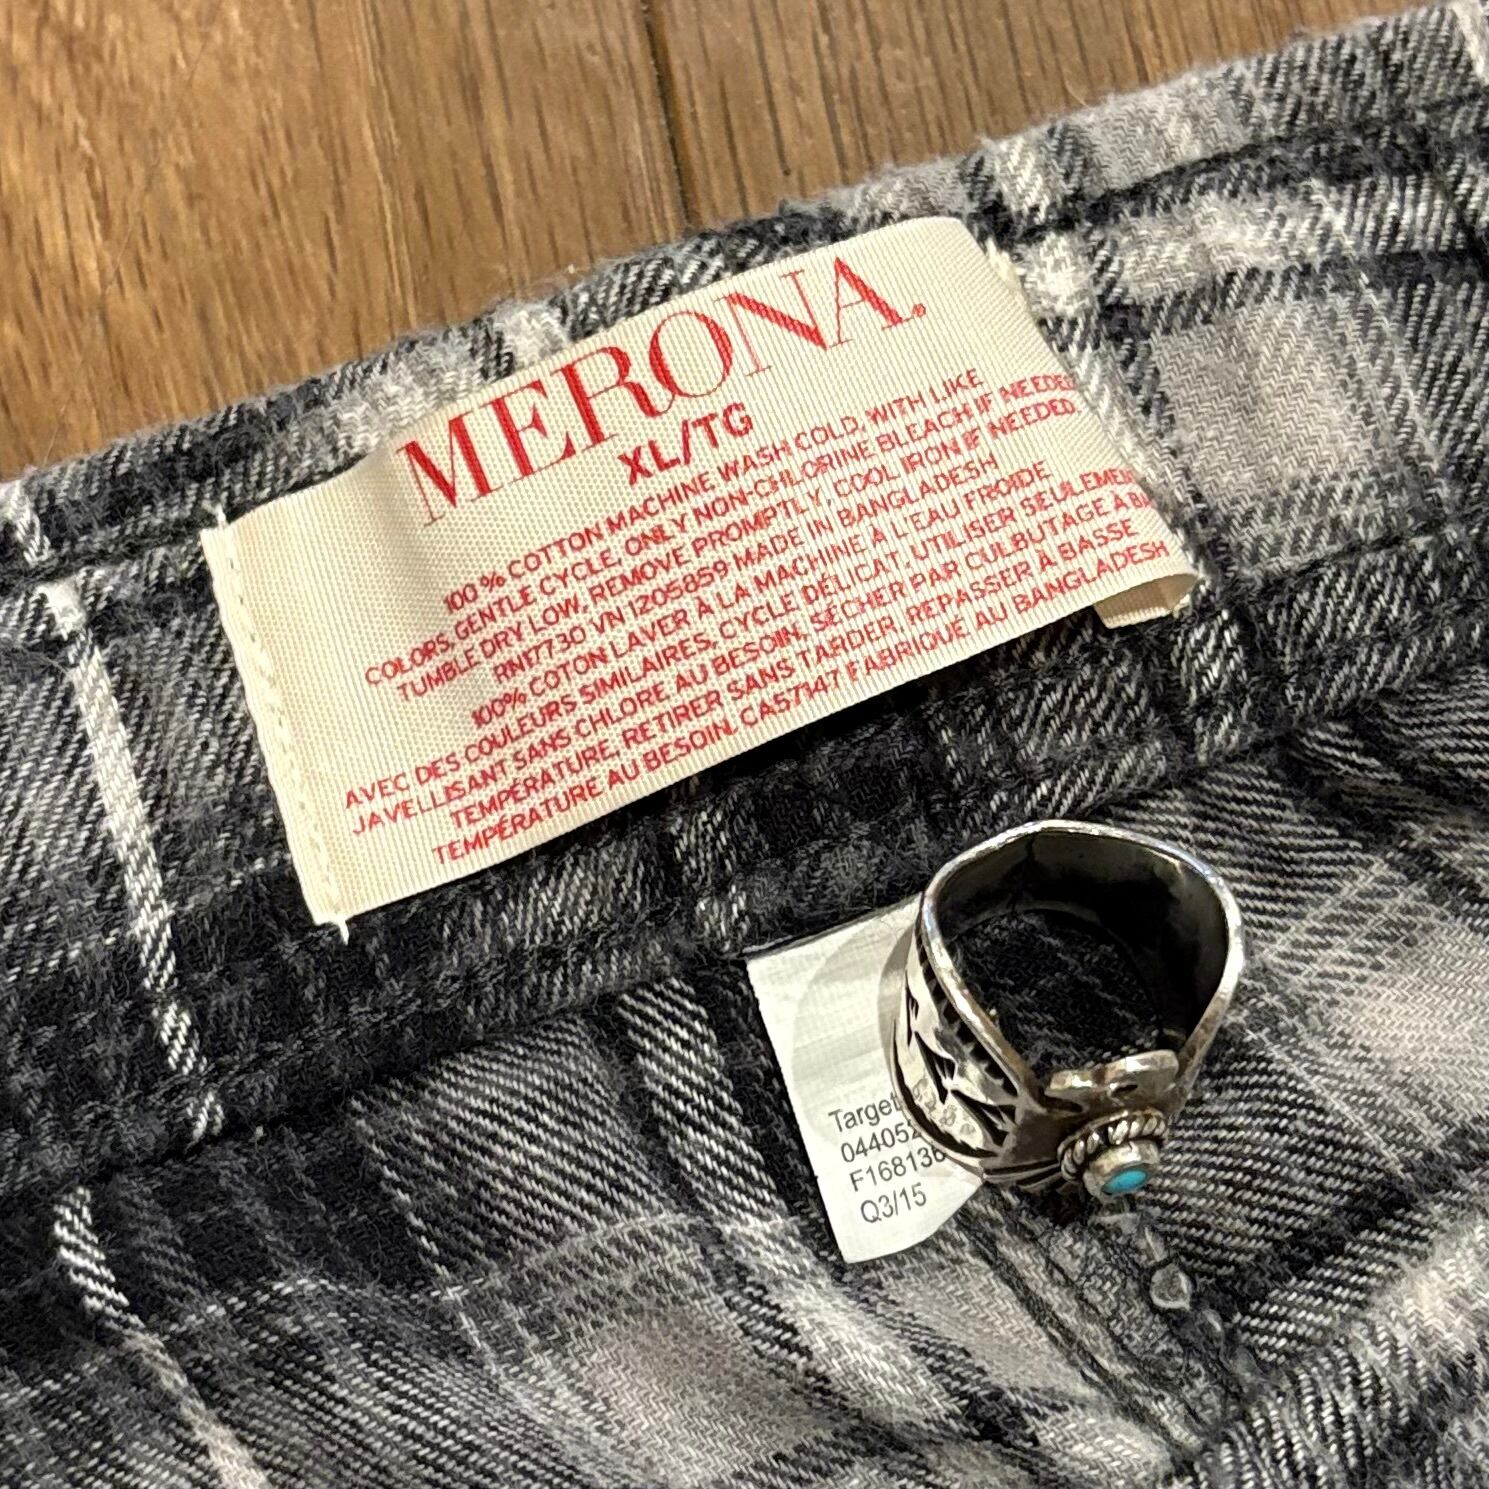 MERONA.
XL/TG
100% COTTON MACHINE WASH COLD, WITH LIKE
COLORS, GENTLE CYCLE, ONLY NON-CHLORINE BLEACH IF NEEDED
TUMBLE DRY LOW, REMOVE PROMPTLY, COOL IRON IF NEEDED.
RN17730 VN 1205859 MADE IN BANGLADESH
100% COTON LAVER À LA MACHINE À L'EAU FROIDE
AVEC DES COULEURS SIMILAIRES, CYCLE DÉLICAT, UTILISER SEULEMENT
JAVELLISANT SANS CHLORE AU BESOIN, SÉCHER PAR CULBUTAGE À
TEMPÉRATURE, RETIRER SANS TARDER, REPASSER À BASSE
TEMPÉRATURE AU BESOIN, CA57147 FABRIQUÉ AU BANGLADESH
Target
04405
F168136
Q3/15